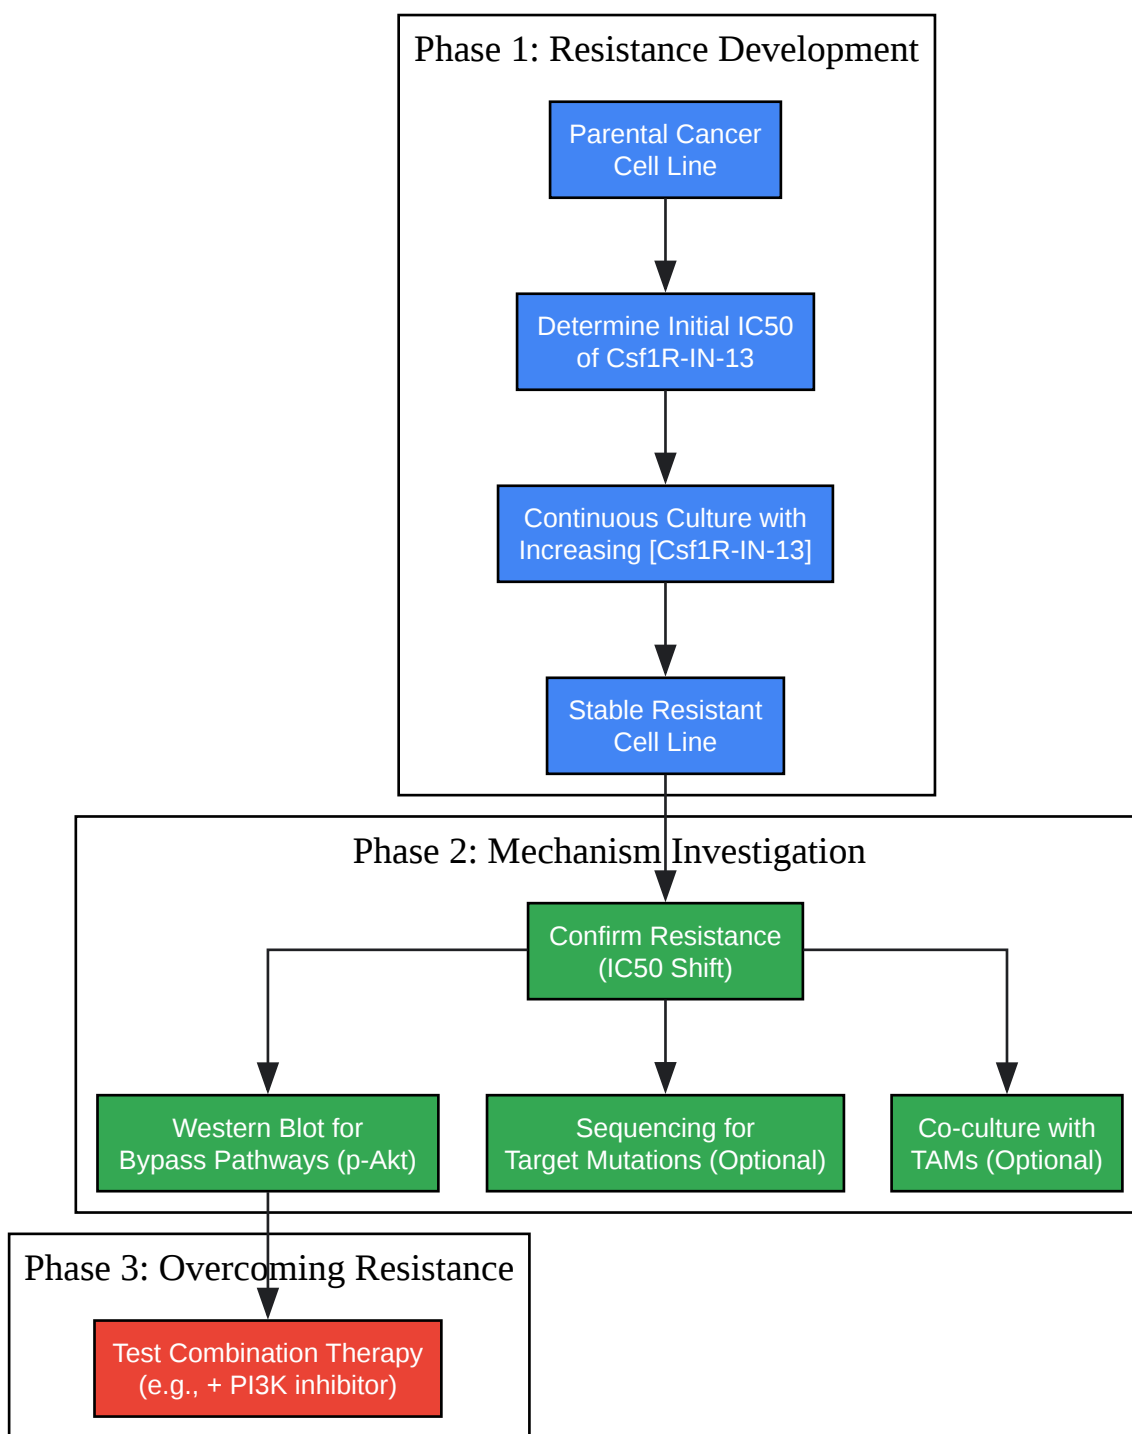 Phase 1: Resistance Development
Parental Cancer
Cell Line
Determine Initial IC50
of Csf1R-IN-13
Continuous Culture with
Increasing [Csf1R-IN-13]
Stable Resistant
Cell Line
Phase 2: Mechanism Investigation
Confirm Resistance
(IC50 Shift)
Western Blot for
Bypass Pathways (p-Akt)
Sequencing for
Target Mutations (Optional)
Co-culture with
TAMs (Optional)
Phase 3: Overcoming Resistance
Test Combination Therapy
(e.g., + PI3K inhibitor)